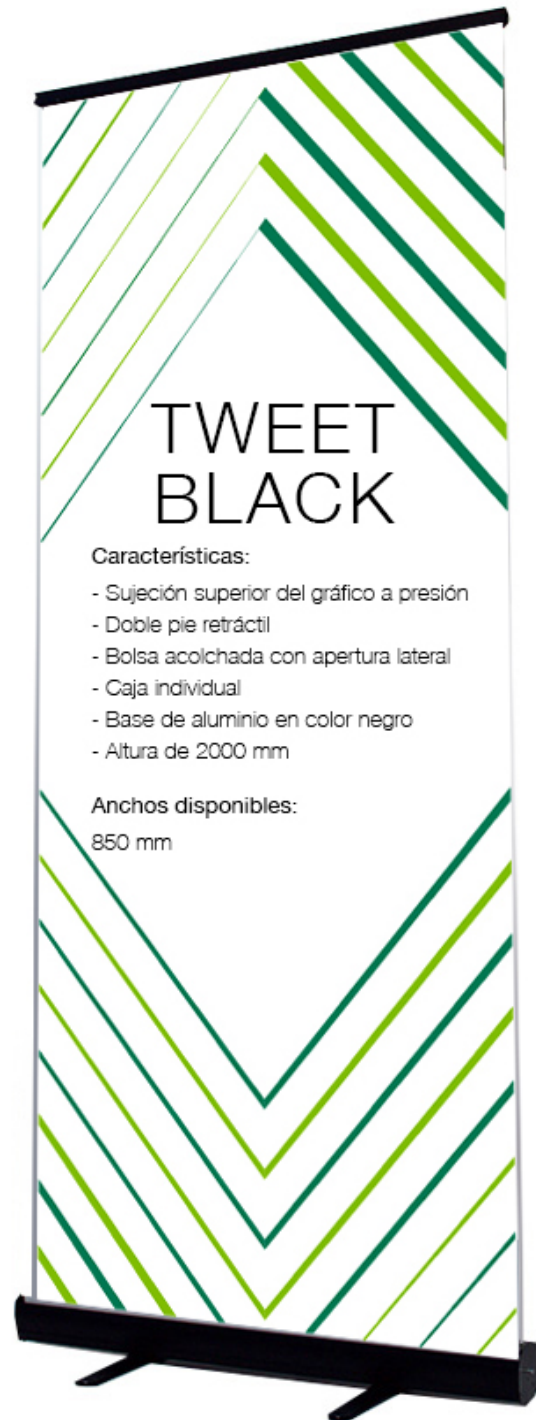 TWEET
BLACK
Características:
- Sujeción superior del gráfico a presión
- Doble pie retráctil
- Bolsa acolchada con apertura lateral
- Caja individual
- Base de aluminio en color negro
- Altura de 2000 mm
Anchos disponibles:
850 mm